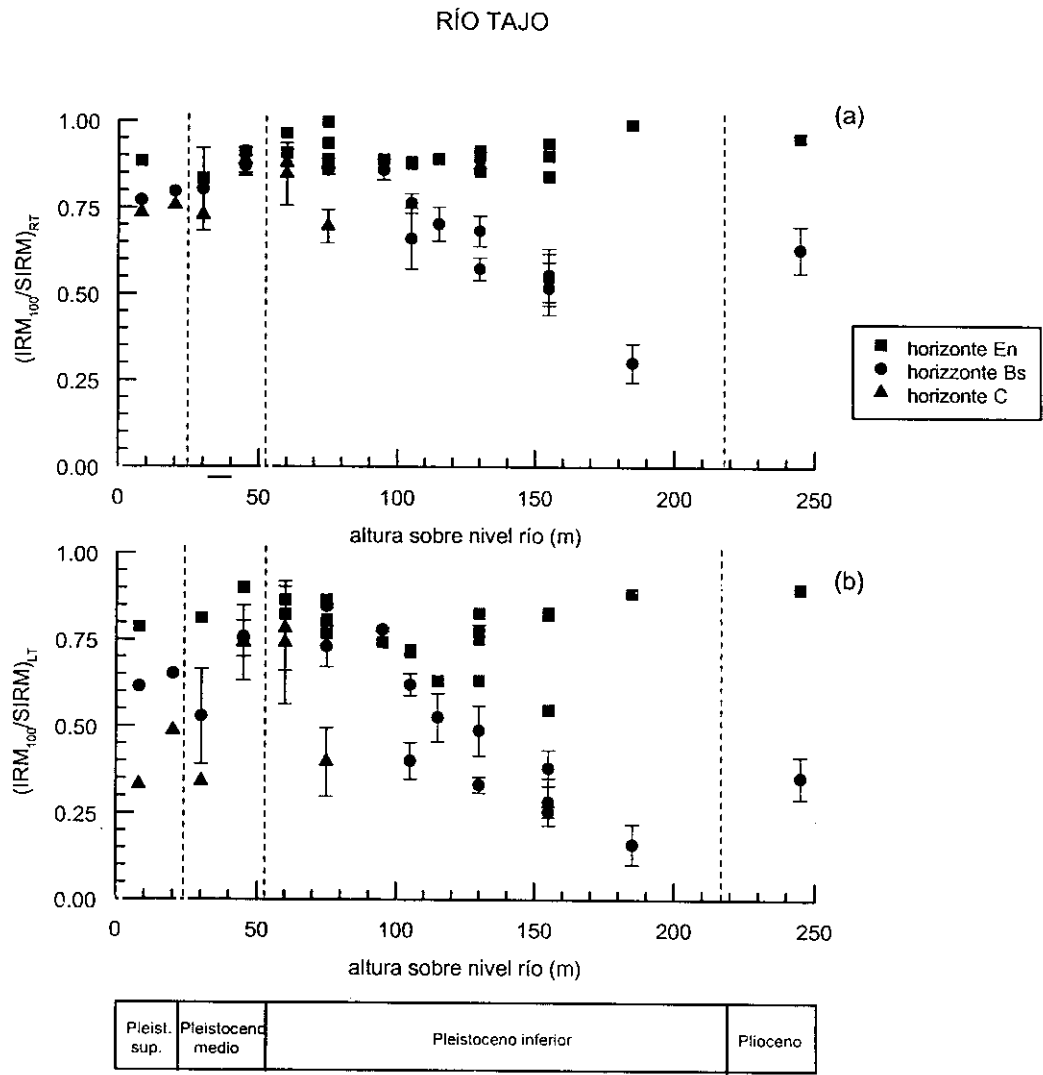 RÍO TAJO
(a)
1.00
0.75
0.50
0.25
0.00
(IRM100/SIRM)RT
0 50 100 150 200 250
altura sobre nivel río (m)
horizonte En
horizzonte Bs
horizonte C
(b)
1.00
0.75
0.50
0.25
0.00
(IRM100/SIRM)LT
0 50 100 150 200 250
altura sobre nivel río (m)
Pleist.
sup.
Pleistoceno
medio
Pleistoceno inferior
Plioceno